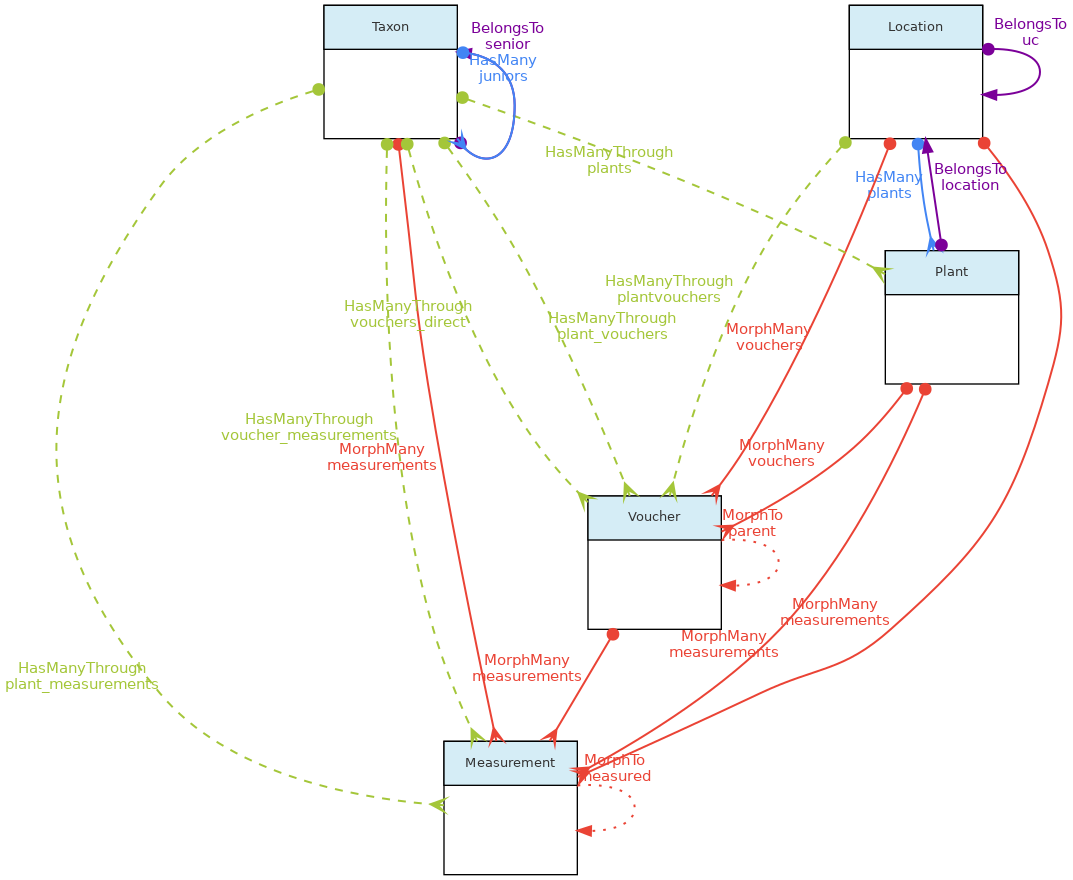 Taxon
BelongsTo
senior
HasMany
juniors
Location
BelongsTo
uc
HasManyThrough
plants
HasMany
plants
BelongsTo
location
Plant
HasManyThrough
plantvouchers
HasManyThrough
vouchers_direct
HasManyThrough
plant_vouchers
MorphMany
vouchers
HasManyThrough
voucher_measurements
MorphMany
measurements
MorphMany
vouchers
Voucher
MorphTo
parent
MorphMany
measurements
MorphMany
measurements
MorphMany
measurements
HasManyThrough
plant_measurements
Measurement
MorphTo
measured